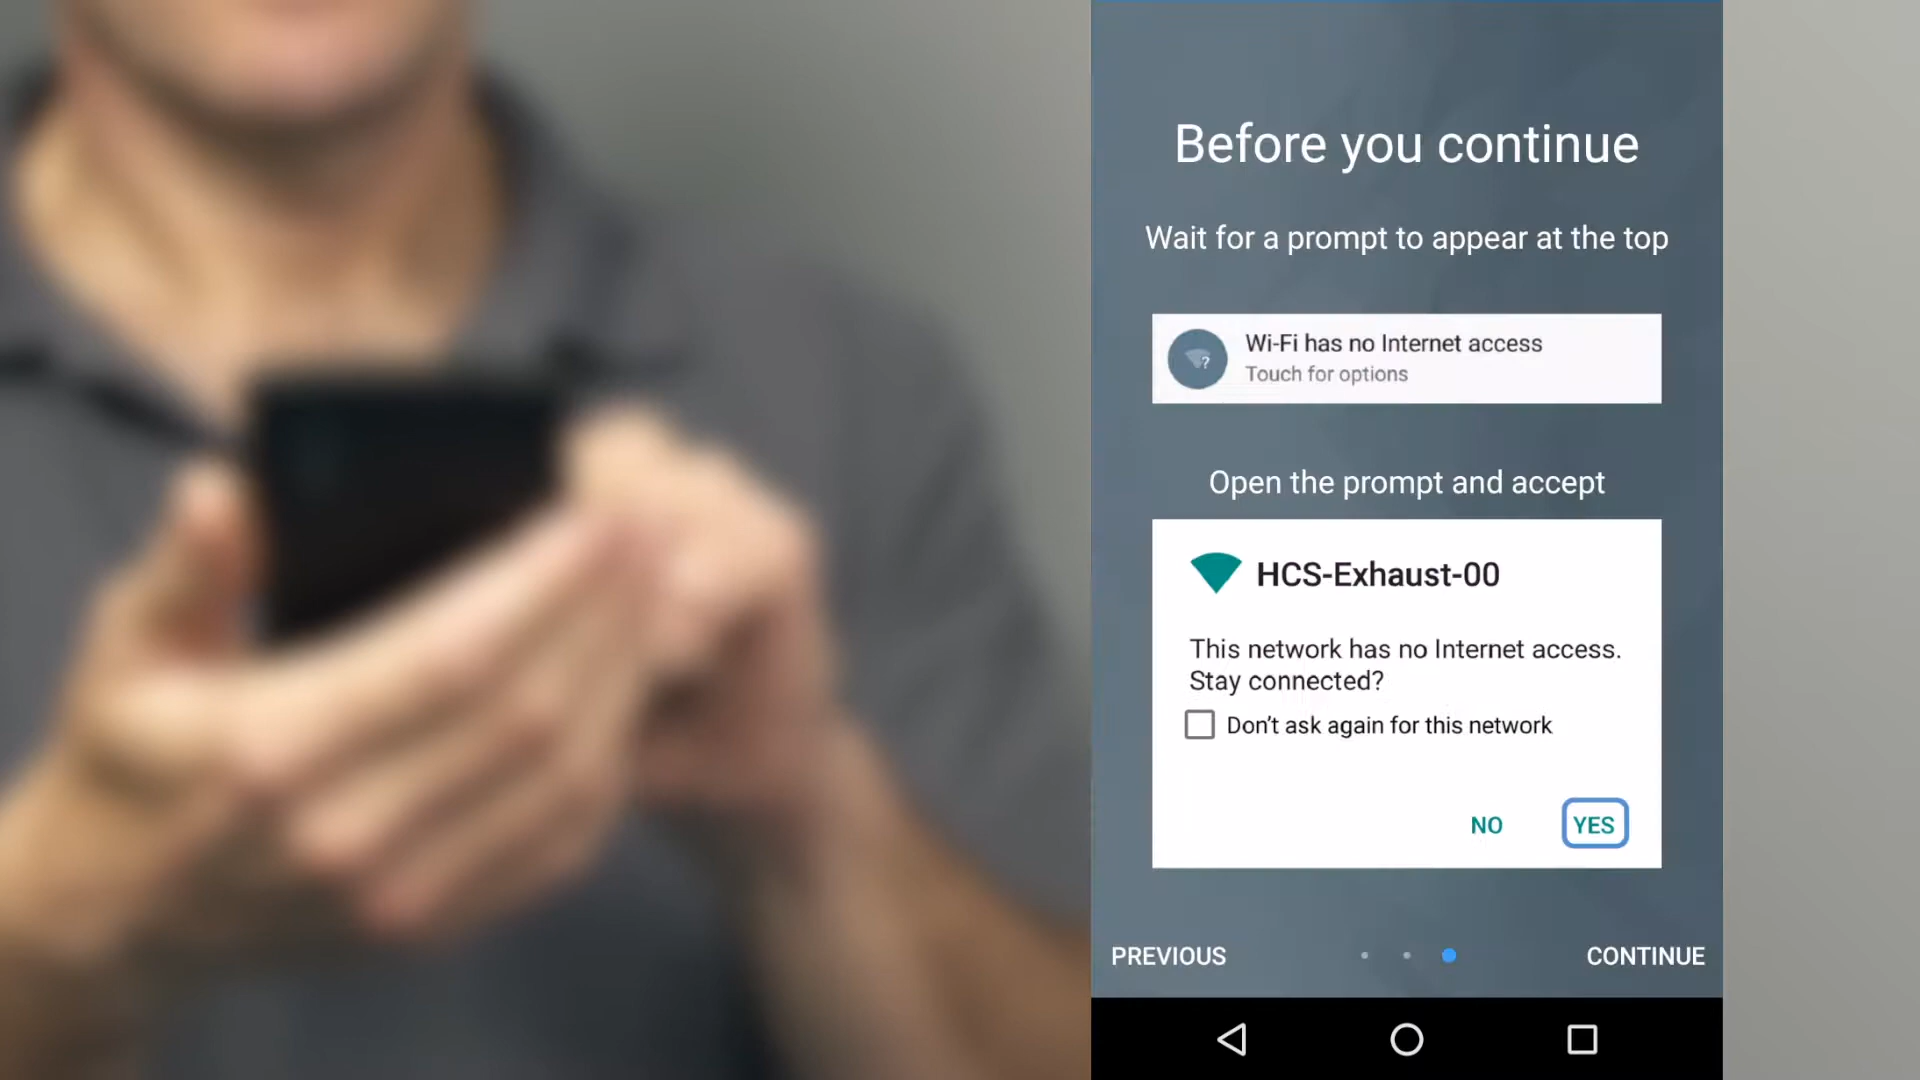 Before you continue
Wait for a prompt to appear at the top
Wi-Fi has no Internet access
Touch for options
Open the prompt and accept
HCS-Exhaust-00
This network has no Internet access.
Stay connected?
Don't ask again for this network
NO YES
PREVIOUS CONTINUE